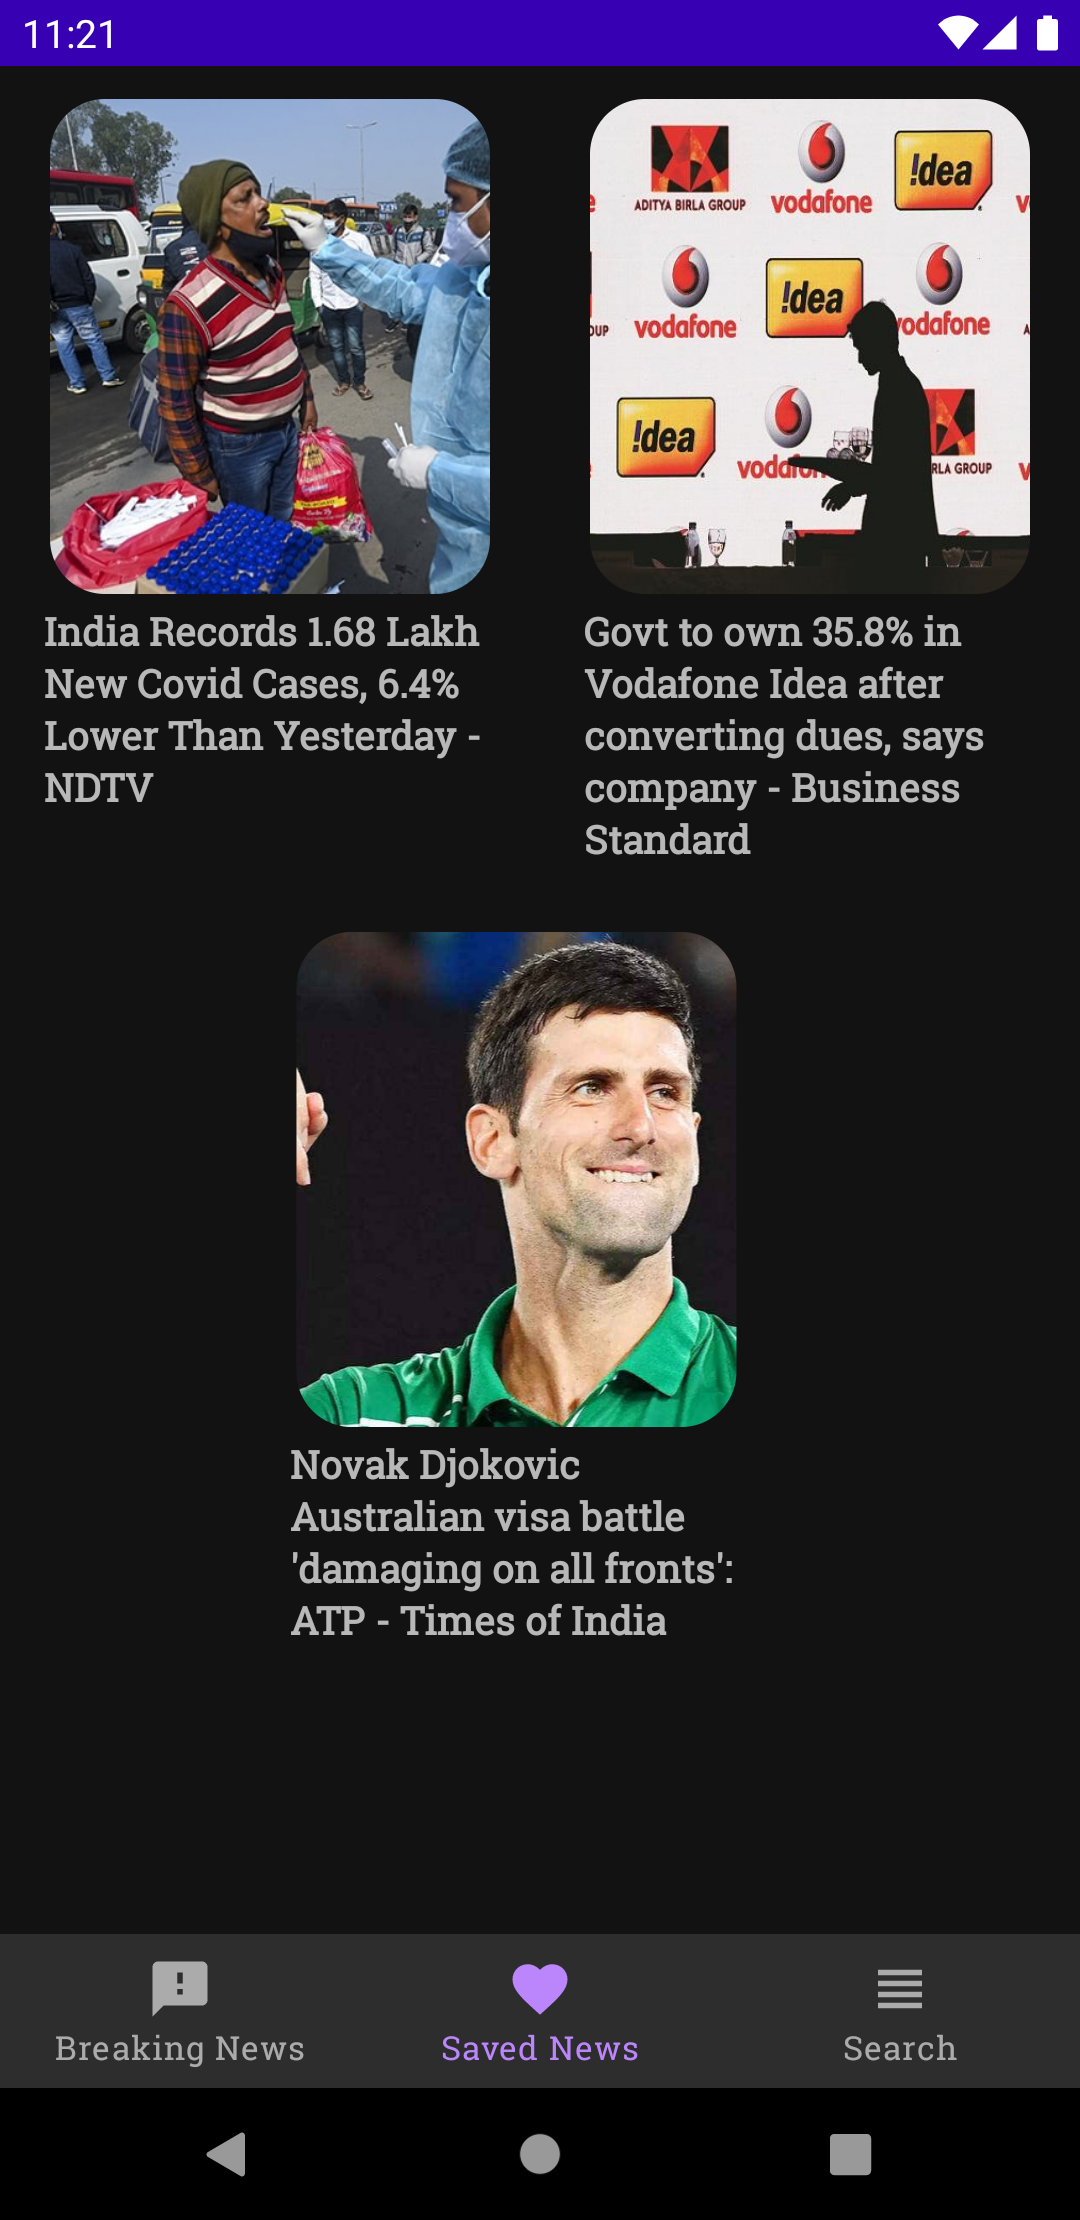 11:21
ADITYA BIRLA GROUP
vodafone
!dea
vodafone
!dea
vodafone
!dea
RLA GROUP
India Records 1.68 Lakh
New Covid Cases, 6.4%
Lower Than Yesterday -
NDTV
Govt to own 35.8% in
Vodafone Idea after
converting dues, says
company - Business
Standard
Novak Djokovic
Australian visa battle
'damaging on all fronts':
ATP - Times of India
Breaking News
Saved News
Search